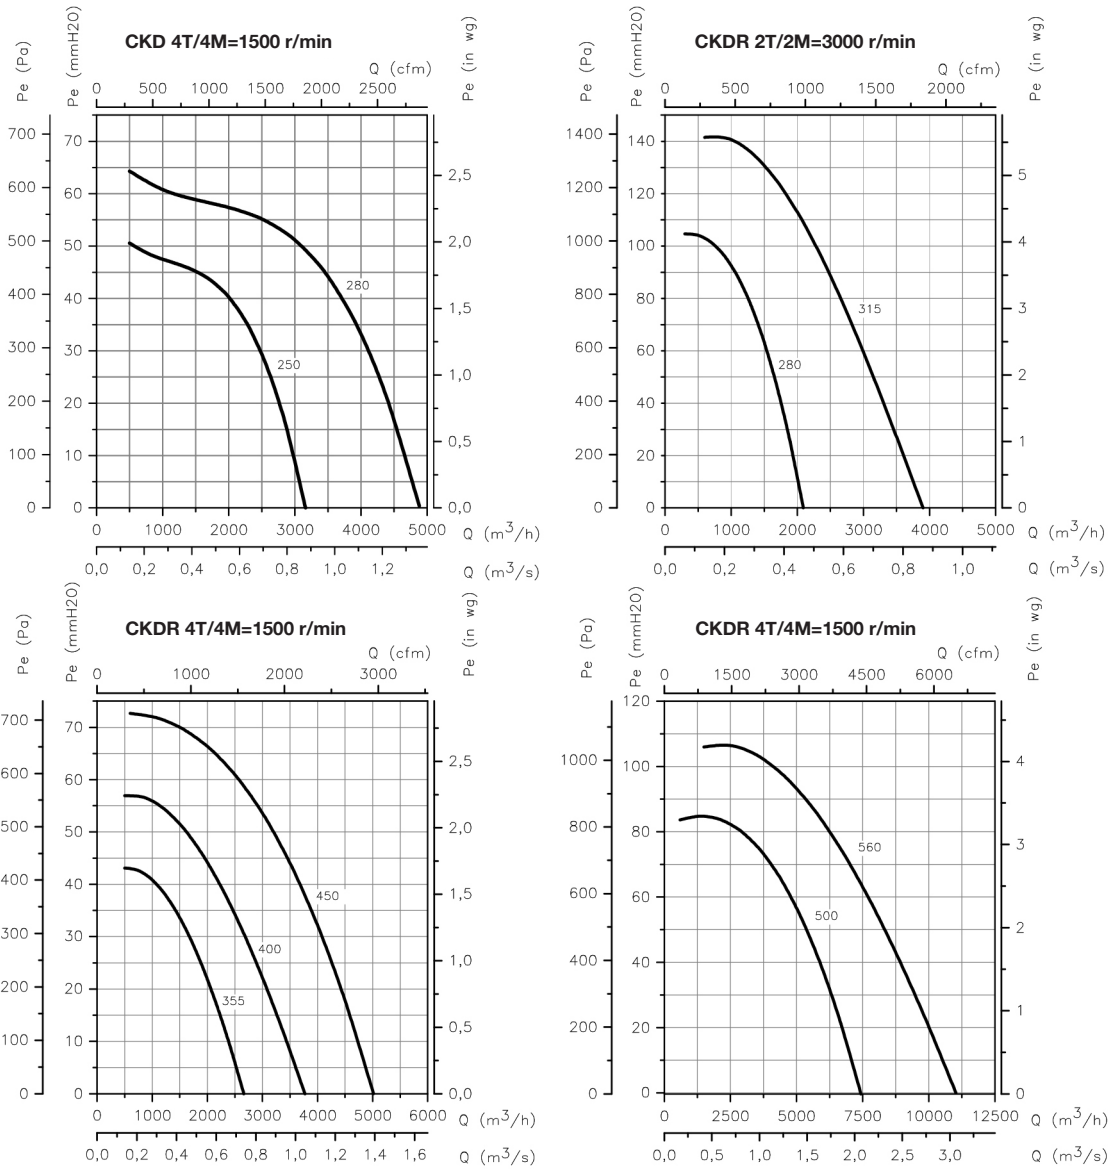 CKD 4T/4M=1500 r/min
Pe (Pa)
Pe (mmH2O)
Pe (in wg)
Q (cfm)
0 500 1000 1500 2000 2500
700 600 500 400 300 200 100 0
70 60 50 40 30 20 10 0
2,5 2,0 1,5 1,0 0,5 0,0
280
250
0 1000 2000 3000 4000 5000 Q (m3/h)
0,0 0,2 0,4 0,6 0,8 1,0 1,2 Q (m3/s)
CKDR 2T/2M=3000 r/min
Pe (Pa)
Pe (mmH2O)
Pe (in wg)
Q (cfm)
0 500 1000 1500 2000
1400 1200 1000 800 600 400 200 0
140 120 100 80 60 40 20 0
5 4 3 2 1 0
315
280
0 1000 2000 3000 4000 5000 Q (m3/h)
0,0 0,2 0,4 0,6 0,8 1,0 Q (m3/s)
CKDR 4T/4M=1500 r/min
Pe (Pa)
Pe (mmH2O)
Pe (in wg)
Q (cfm)
0 1000 2000 3000
700 600 500 400 300 200 100 0
70 60 50 40 30 20 10 0
2,5 2,0 1,5 1,0 0,5 0,0
450
400
355
0 1000 2000 3000 4000 5000 6000 Q (m3/h)
0,0 0,2 0,4 0,6 0,8 1,0 1,2 1,4 1,6 Q (m3/s)
CKDR 4T/4M=1500 r/min
Pe (Pa)
Pe (mmH2O)
Pe (in wg)
Q (cfm)
0 1500 3000 4500 6000
1000 800 600 400 200 0
120 100 80 60 40 20 0
4 3 2 1 0
560
500
0 2500 5000 7500 10000 12500 Q (m3/h)
0,0 0,5 1,0 1,5 2,0 2,5 3,0 Q (m3/s)